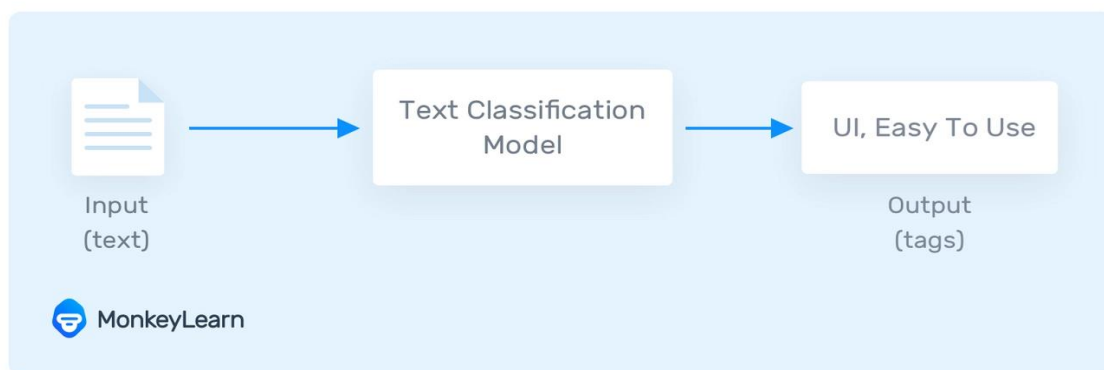 Text Classification
Model
UI, Easy To Use
Input
(text)
Output
(tags)
MonkeyLearn